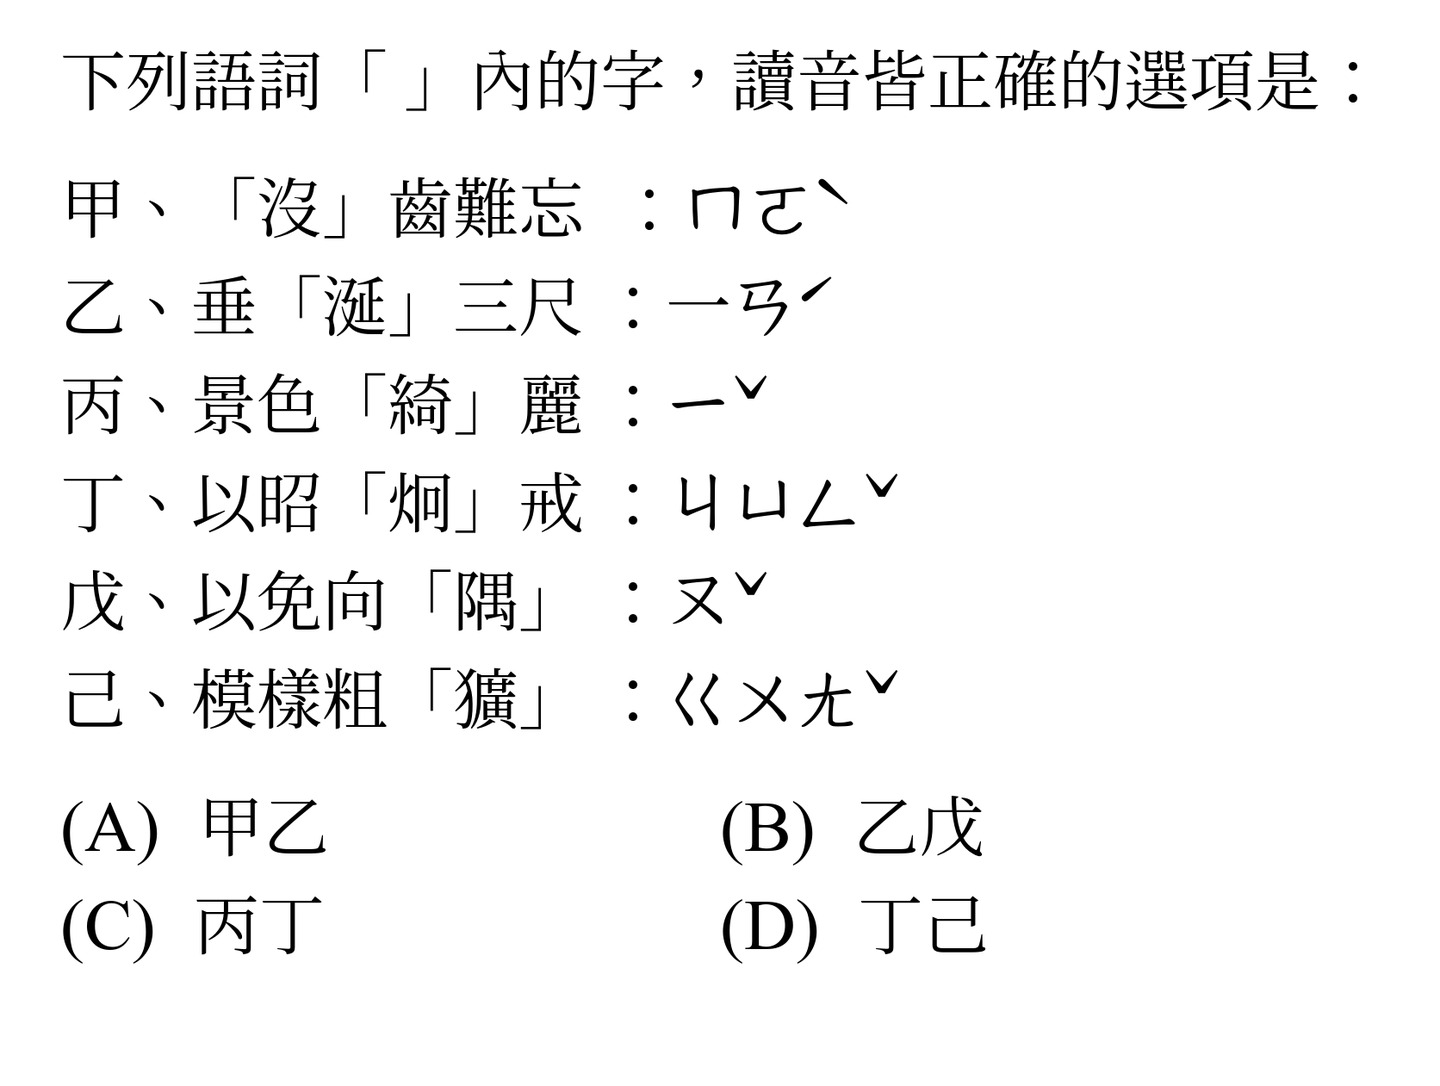 下列語詞「 」內的字，讀音皆正確的選項是：
甲、「沒」齒難忘 ：ㄇㄛˋ
乙、垂「涎」三尺 ：一ㄢˊ
丙、景色「綺」麗 ：ㄧˇ
丁、以昭「炯」戒 ：ㄐㄩㄥˇ
戊、以免向「隅」 ：ㄡˇ
己、模樣粗「獷」 ：ㄍㄨㄤˇ
(A) 甲乙 (B) 乙戊
(C) 丙丁 (D) 丁己